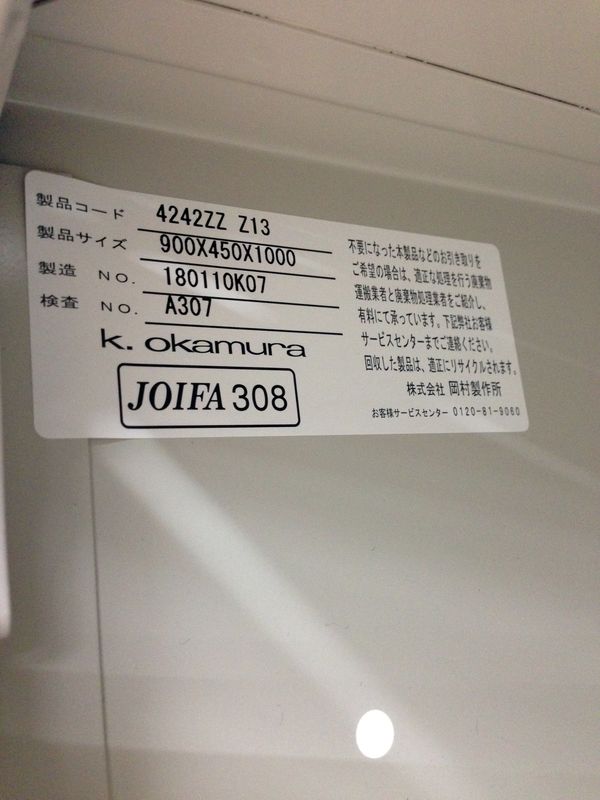 製品コード 4242ZZ Z13
製品サイズ 900X450X1000
製造 NO. 180110K07
検査 NO. A307
k. okamura
JOIFA 308
不要になった本製品などのお引き取りを
ご希望の場合は、適正な処理を行う廃棄物
運搬業者と廃棄物処理業者をご紹介し、
有料にて承っています。下記弊社お客様
サービスセンターまでご連絡ください。
回収した製品は、適正にリサイクルされます。
株式会社 岡村製作所
お客様サービスセンター 0120-81-9060